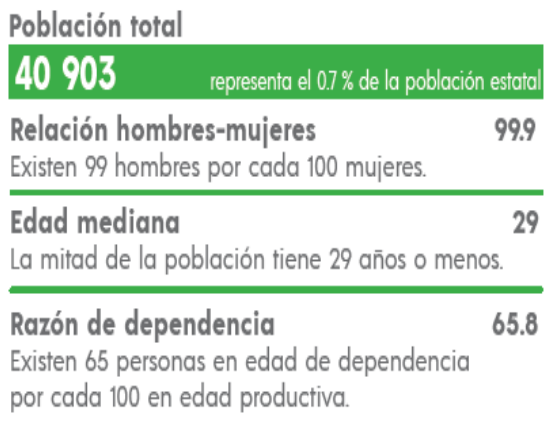 Población total
40 903 representa el 0.7 % de la población estatal
Relación hombres-mujeres 99.9
Existen 99 hombres por cada 100 mujeres.
Edad mediana 29
La mitad de la población tiene 29 años o menos.
Razón de dependencia 65.8
Existen 65 personas en edad de dependencia
por cada 100 en edad productiva.